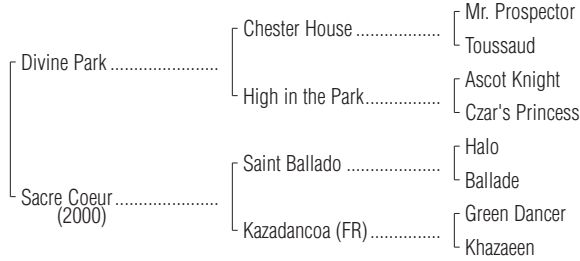 Mr. Prospector
Chester House ..................
Toussaud
Divine Park .......................
Ascot Knight
High in the Park................
Czar's Princess
Halo
Saint Ballado ....................
Ballade
Sacre Coeur ......................
(2000)
Green Dancer
Kazadancoa (FR)...............
Khazaeen